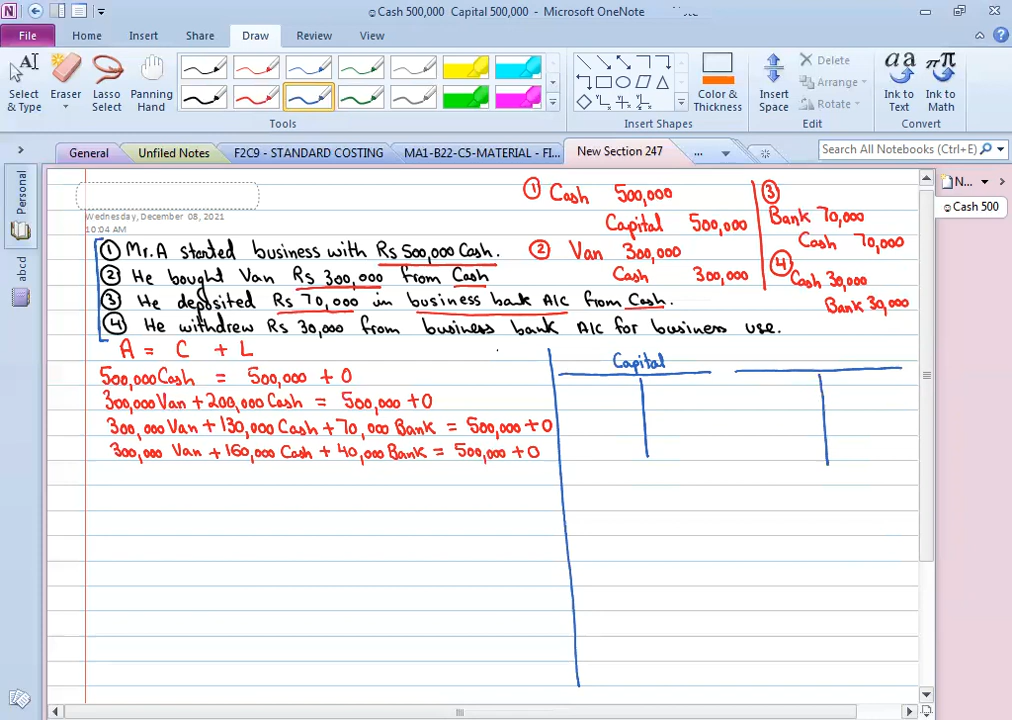 Cash 500,000 Capital 500,000 - Microsoft OneNote
File Home Insert Share Draw Review View
Select & Type
Eraser
Lasso Select
Panning Hand
Tools
Insert Shapes
Color & Thickness
Insert Space
Delete
Arrange
Rotate
Edit
Ink to Text
Ink to Math
Convert
General Unfiled Notes F2C9 - STANDARD COSTING MA1-B22-C5-MATERIAL - FI... New Section 247 ... Search All Notebooks (Ctrl+E)
Personal
abcd
N...
Cash 500
Wednesday, December 08, 2021
10:04 AM
① Cash 500,000
Capital 500,000
② Van 300,000
Cash 300,000
③
Bank 70,000
Cash 70,000
④
Cash 30,000
Bank 30,000
① Mr.A started business with Rs 500,000 Cash.
② He bought Van Rs 300,000 from Cash
③ He deposited Rs 70,000 in business bank A/C from Cash.
④ He withdrew Rs 30,000 from business bank A/C for business use.
A = C + L
500,000 Cash = 500,000 + 0
300,000 Van + 200,000 Cash = 500,000 + 0
300,000 Van + 130,000 Cash + 70,000 Bank = 500,000 + 0
300,000 Van + 160,000 Cash + 40,000 Bank = 500,000 + 0
Capital